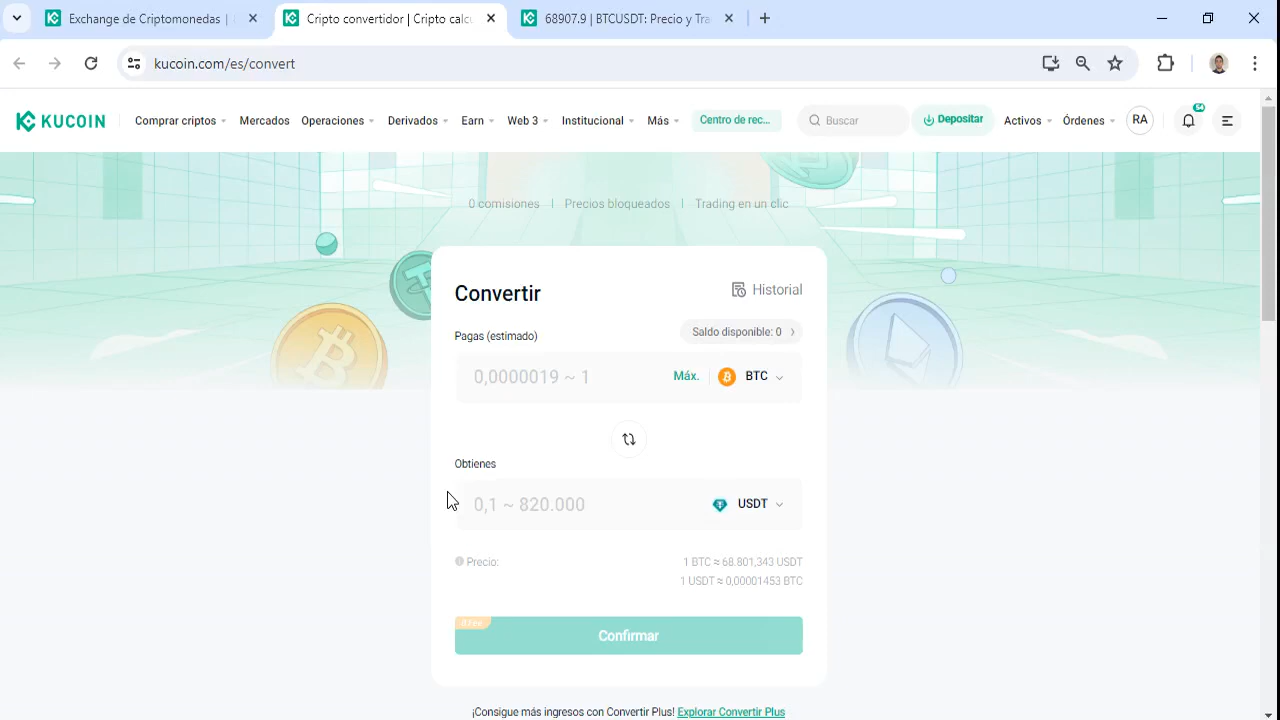 Exchange de Criptomonedas |
Cripto convertidor | Cripto calcu
68907.9 | BTCUSDT: Precio y Tra
kucoin.com/es/convert
KUCOIN
Comprar criptos
Mercados
Operaciones
Derivados
Earn
Web 3
Institucional
Más
Centro de rec...
Buscar
Depositar
Activos
Órdenes
RA
54
0 comisiones | Precios bloqueados | Trading en un clic
Convertir
Historial
Pagas (estimado)
Saldo disponible: 0
0,0000019 ~ 1
Máx.
BTC
Obtienes
0,1 ~ 820.000
USDT
Precio:
1 BTC ≈ 68.801,343 USDT
1 USDT ≈ 0,00001453 BTC
Confirmar
¡Consigue más ingresos con Convertir Plus! Explorar Convertir Plus